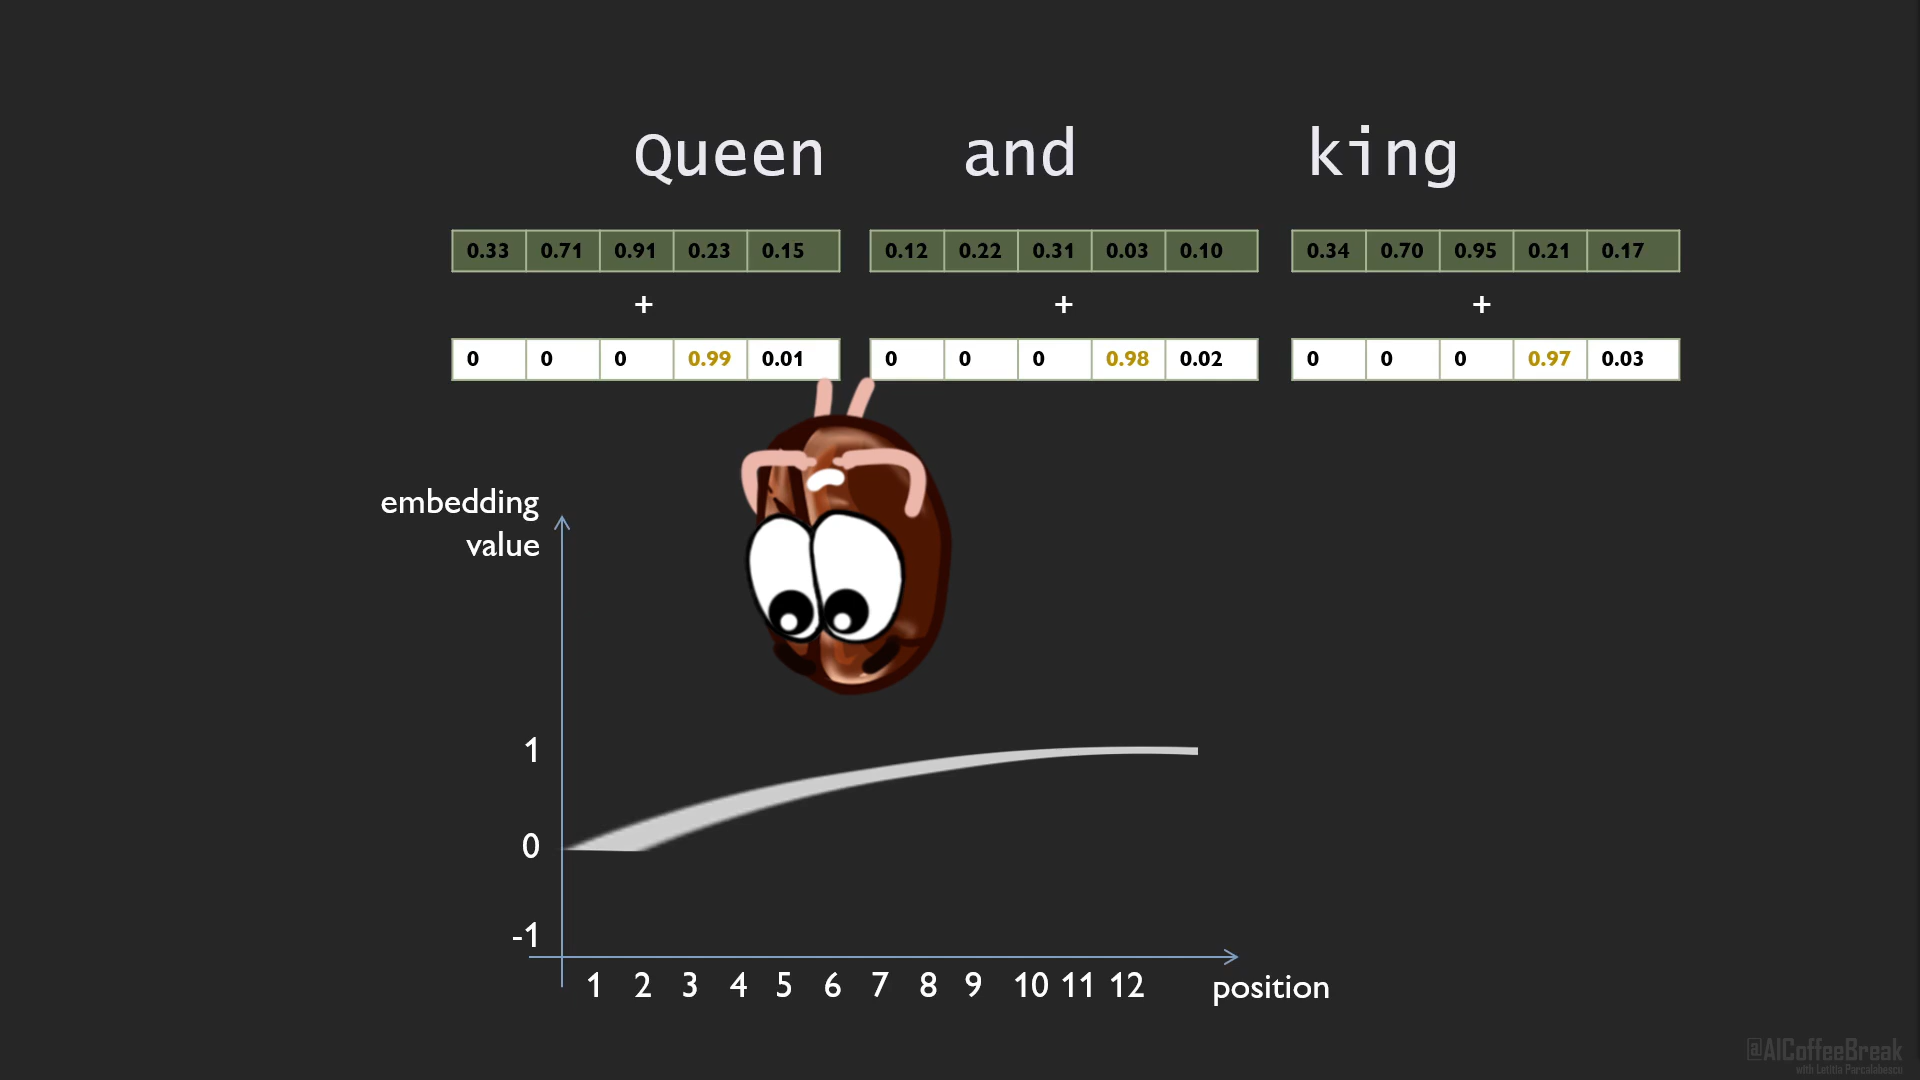 Queen and king
0.33 0.71 0.91 0.23 0.15 0.12 0.22 0.31 0.03 0.10 0.34 0.70 0.95 0.21 0.17
+ + +
0 0 0 0.99 0.01 0 0 0 0.98 0.02 0 0 0 0.97 0.03
embedding
value
1
0
-1
1 2 3 4 5 6 7 8 9 10 11 12 position
@AICoffeeBreak
with Letitia Parcalabescu